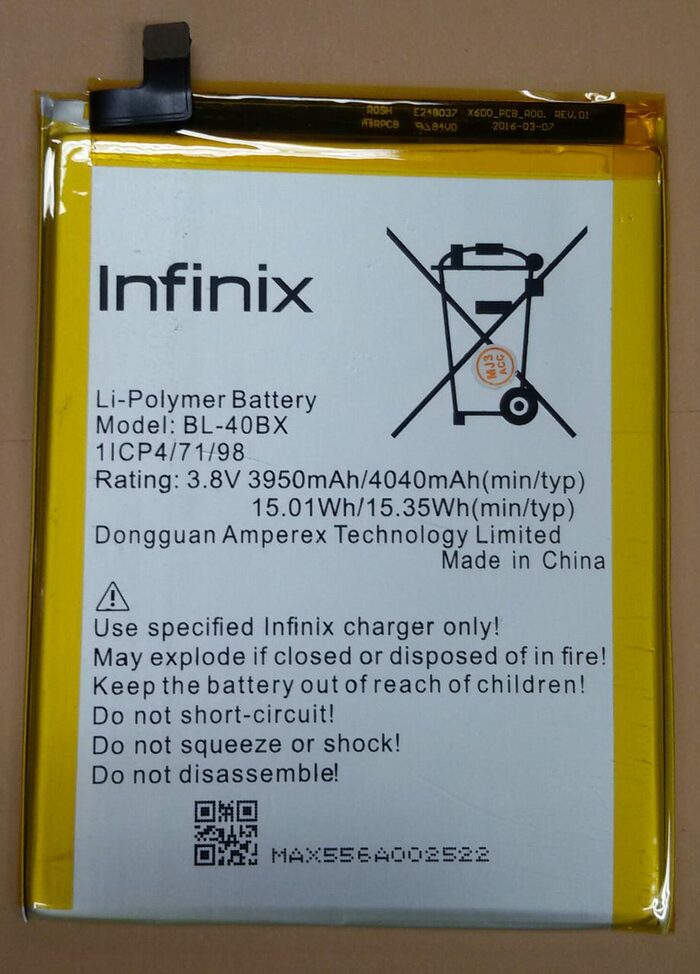 ROSH E248037 X600_PCB_R00. REV.01
94V0 2016-03-07
Infinix
MJ3
ACC
Li-Polymer Battery
Model: BL-40BX
1ICP4/71/98
Rating: 3.8V 3950mAh/4040mAh(min/typ)
15.01Wh/15.35Wh(min/typ)
Dongguan Amperex Technology Limited
Made in China
Use specified Infinix charger only!
May explode if closed or disposed of in fire!
Keep the battery out of reach of children!
Do not short-circuit!
Do not squeeze or shock!
Do not disassemble!
MAX556A002522